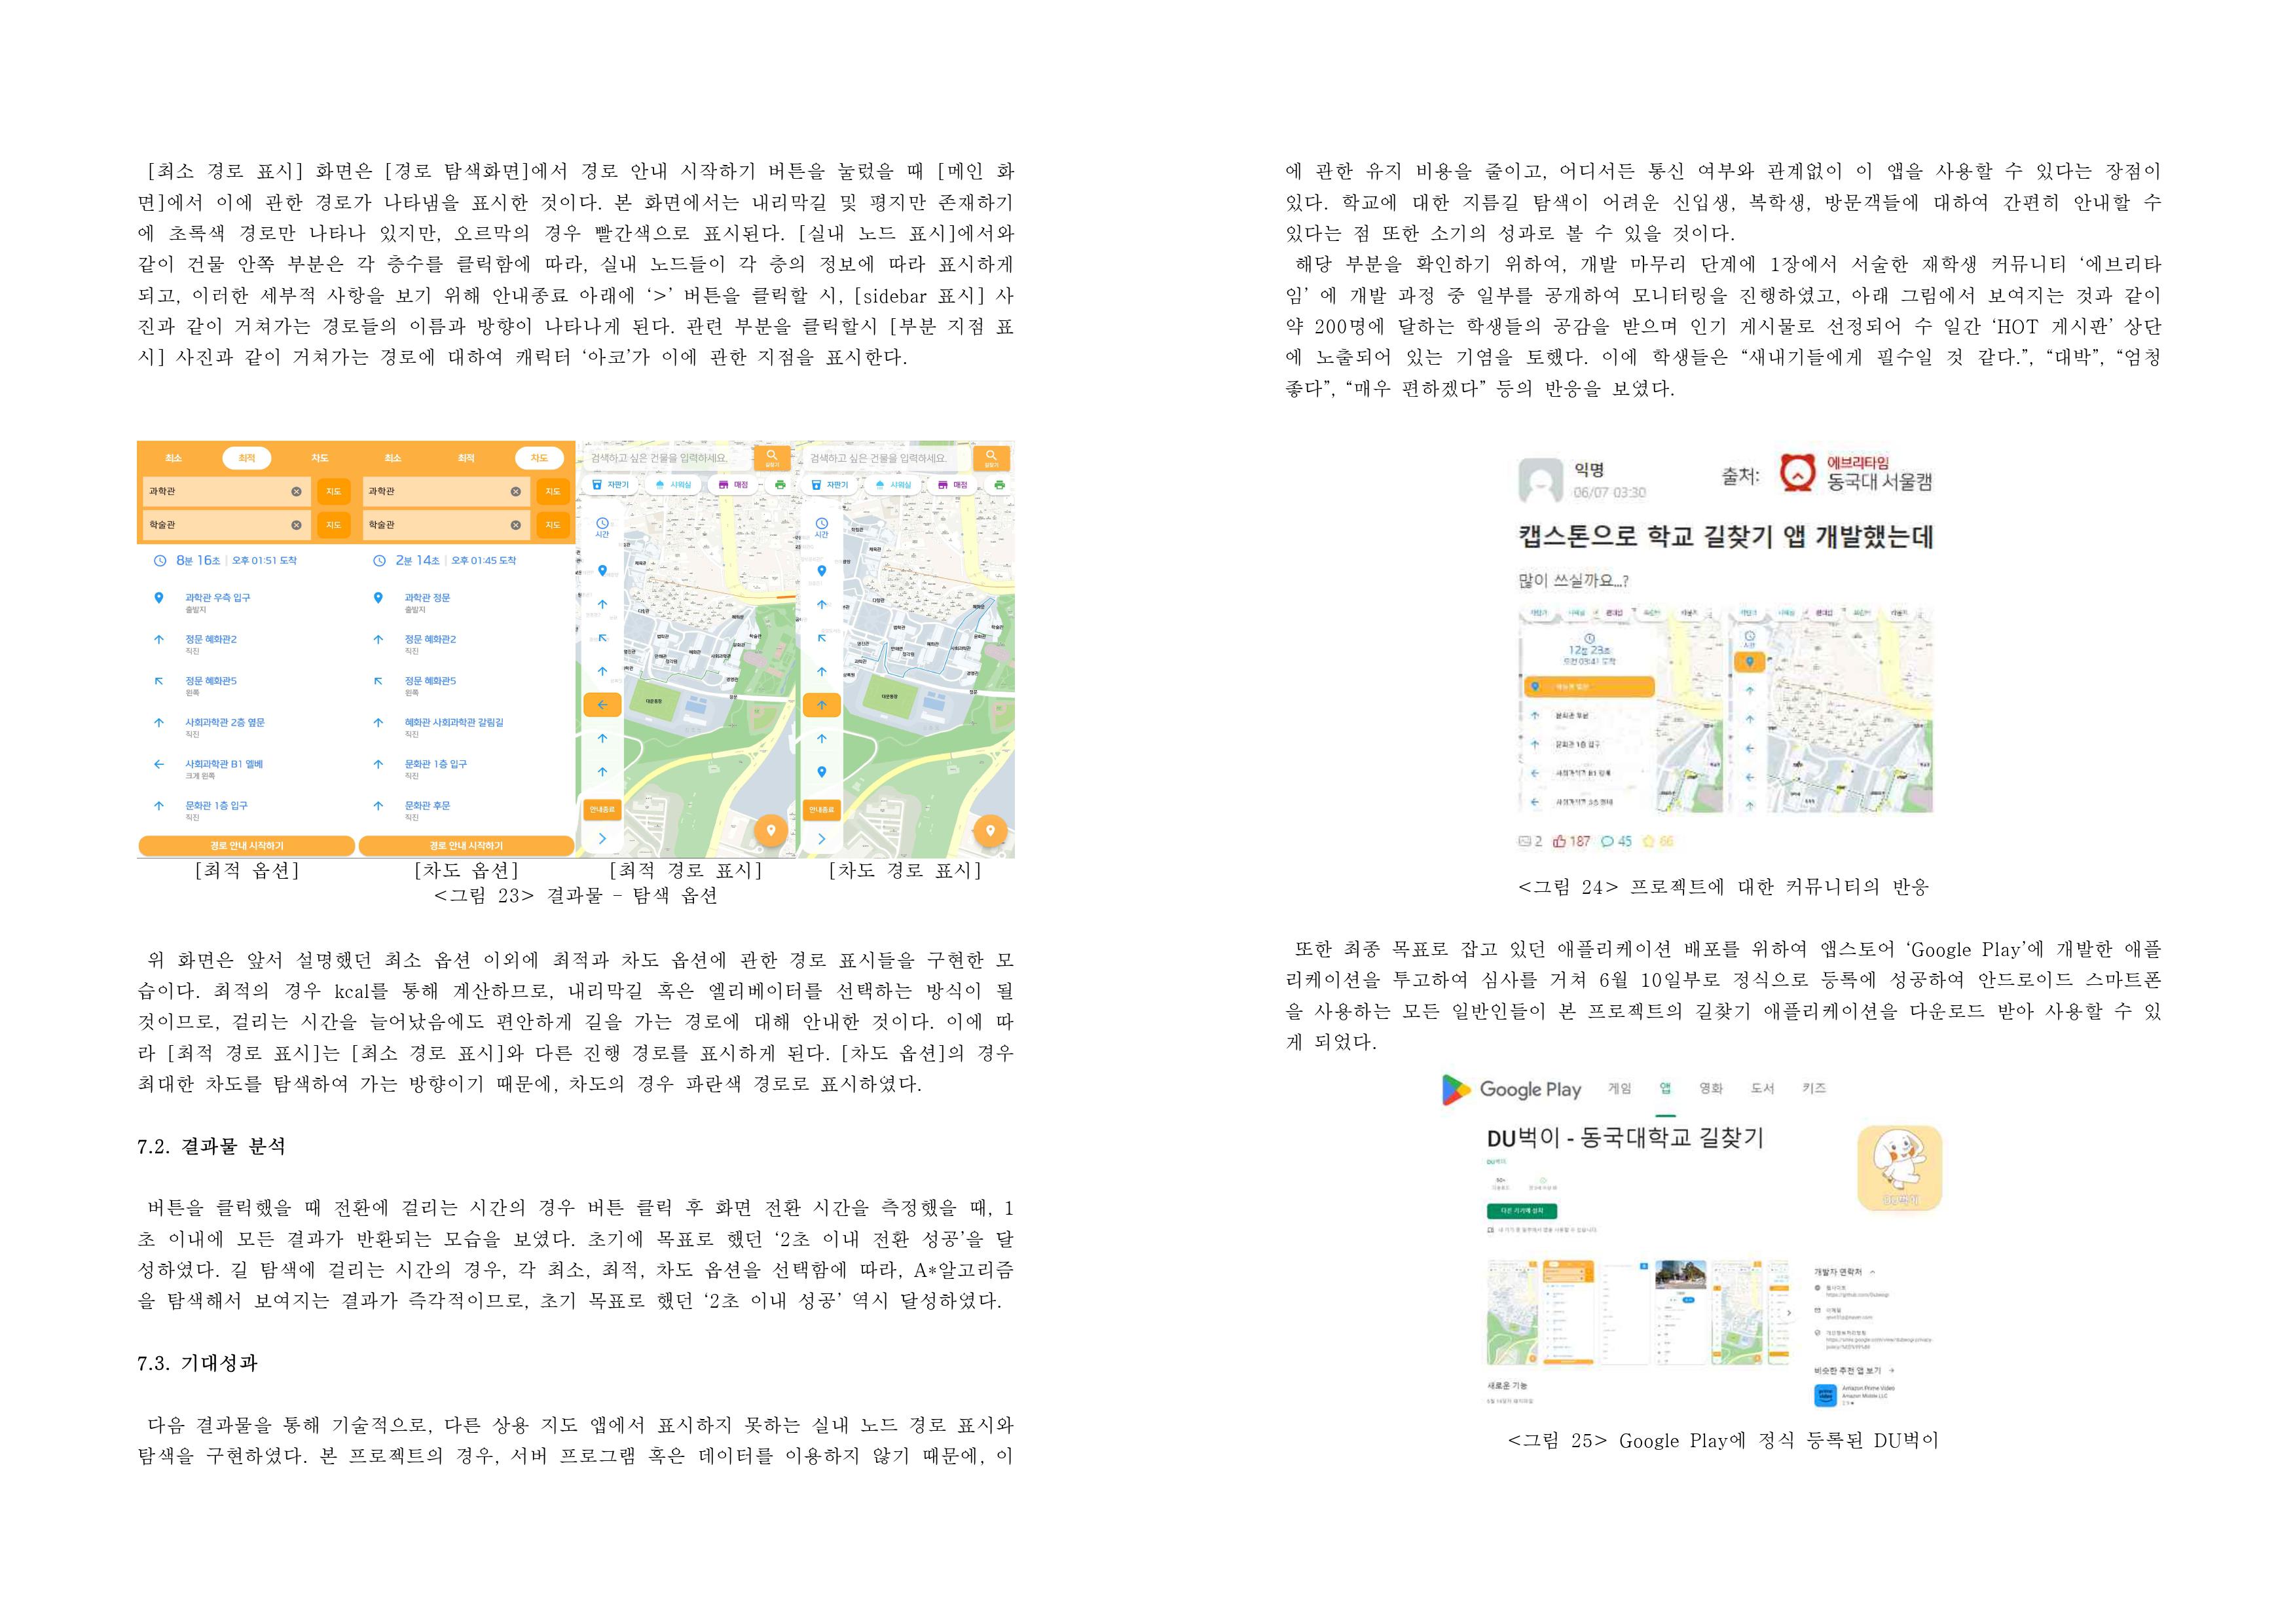 [최소 경로 표시] 화면은 [경로 탐색화면]에서 경로 안내 시작하기 버튼을 눌렀을 때 [메인 화
면]에서 이에 관한 경로가 나타냄을 표시한 것이다. 본 화면에서는 내리막길 및 평지만 존재하기
에 초록색 경로만 나타나 있지만, 오르막의 경우 빨간색으로 표시된다. [실내 노드 표시]에서와
같이 건물 안쪽 부분은 각 층수를 클릭함에 따라, 실내 노드들이 각 층의 정보에 따라 표시하게
되고, 이러한 세부적 사항을 보기 위해 안내종료 아래에 ‘>’ 버튼을 클릭할 시, [sidebar 표시] 사
진과 같이 거쳐가는 경로들의 이름과 방향이 나타나게 된다. 관련 부분을 클릭할시 [부분 지점 표
시] 사진과 같이 거쳐가는 경로에 대하여 캐릭터 ‘아코’가 이에 관한 지점을 표시한다.
최소 최적 차도
과학관 지도
학술관 지도
8분 16초 | 오후 01:51 도착
과학관 우측 입구
출발지
정문 혜화관2
직진
정문 혜화관5
왼쪽
사회과학관 2층 옆문
직진
사회과학관 B1 엘베
크게 왼쪽
문화관 1층 입구
직진
경로 안내 시작하기
최소 최적 차도
과학관 지도
학술관 지도
2분 14초 | 오후 01:45 도착
과학관 정문
출발지
정문 혜화관2
직진
정문 혜화관5
왼쪽
혜화관 사회과학관 갈림길
직진
문화관 1층 입구
직진
문화관 후문
직진
경로 안내 시작하기
검색하고 싶은 건물을 입력하세요.
길찾기
자판기 샤워실 매점
시간
대운동장
안내종료
검색하고 싶은 건물을 입력하세요.
길찾기
자판기 샤워실 매점
시간
대운동장
안내종료
[최적 옵션] [차도 옵션] [최적 경로 표시] [차도 경로 표시]
<그림 23> 결과물 – 탐색 옵션
위 화면은 앞서 설명했던 최소 옵션 이외에 최적과 차도 옵션에 관한 경로 표시들을 구현한 모
습이다. 최적의 경우 kcal를 통해 계산하므로, 내리막길 혹은 엘리베이터를 선택하는 방식이 될
것이므로, 걸리는 시간을 늘어났음에도 편안하게 길을 가는 경로에 대해 안내한 것이다. 이에 따
라 [최적 경로 표시]는 [최소 경로 표시]와 다른 진행 경로를 표시하게 된다. [차도 옵션]의 경우
최대한 차도를 탐색하여 가는 방향이기 때문에, 차도의 경우 파란색 경로로 표시하였다.
7.2. 결과물 분석
버튼을 클릭했을 때 전환에 걸리는 시간의 경우 버튼 클릭 후 화면 전환 시간을 측정했을 때, 1
초 이내에 모든 결과가 반환되는 모습을 보였다. 초기에 목표로 했던 ‘2초 이내 전환 성공’을 달
성하였다. 길 탐색에 걸리는 시간의 경우, 각 최소, 최적, 차도 옵션을 선택함에 따라, A*알고리즘
을 탐색해서 보여지는 결과가 즉각적이므로, 초기 목표로 했던 ‘2초 이내 성공’ 역시 달성하였다.
7.3. 기대성과
다음 결과물을 통해 기술적으로, 다른 상용 지도 앱에서 표시하지 못하는 실내 노드 경로 표시와
탐색을 구현하였다. 본 프로젝트의 경우, 서버 프로그램 혹은 데이터를 이용하지 않기 때문에, 이
에 관한 유지 비용을 줄이고, 어디서든 통신 여부와 관계없이 이 앱을 사용할 수 있다는 장점이
있다. 학교에 대한 지름길 탐색이 어려운 신입생, 복학생, 방문객들에 대하여 간편히 안내할 수
있다는 점 또한 소기의 성과로 볼 수 있을 것이다.
해당 부분을 확인하기 위하여, 개발 마무리 단계에 1장에서 서술한 재학생 커뮤니티 ‘에브리타
임’ 에 개발 과정 중 일부를 공개하여 모니터링을 진행하였고, 아래 그림에서 보여지는 것과 같이
약 200명에 달하는 학생들의 공감을 받으며 인기 게시물로 선정되어 수 일간 ‘HOT 게시판’ 상단
에 노출되어 있는 기염을 토했다. 이에 학생들은 “새내기들에게 필수일 것 같다.”, “대박”, “엄청
좋다”, “매우 편하겠다” 등의 반응을 보였다.
익명
06/07 03:30
출처:
에브리타임
동국대 서울캠
캡스톤으로 학교 길찾기 앱 개발했는데
많이 쓰실까요...?
12분 23초
2 187 45 66
<그림 24> 프로젝트에 대한 커뮤니티의 반응
또한 최종 목표로 잡고 있던 애플리케이션 배포를 위하여 앱스토어 ‘Google Play’에 개발한 애플
리케이션을 투고하여 심사를 거쳐 6월 10일부로 정식으로 등록에 성공하여 안드로이드 스마트폰
을 사용하는 모든 일반인들이 본 프로젝트의 길찾기 애플리케이션을 다운로드 받아 사용할 수 있
게 되었다.
Google Play 게임 앱 영화 도서 키즈
DU벅이 - 동국대학교 길찾기
DU벅이
다른 기기에 설치
DU벅이
개발자 연락처
비슷한 추천 앱 보기
Amazon Prime Video
Amazon Mobile LLC
새로운 기능
<그림 25> Google Play에 정식 등록된 DU벅이